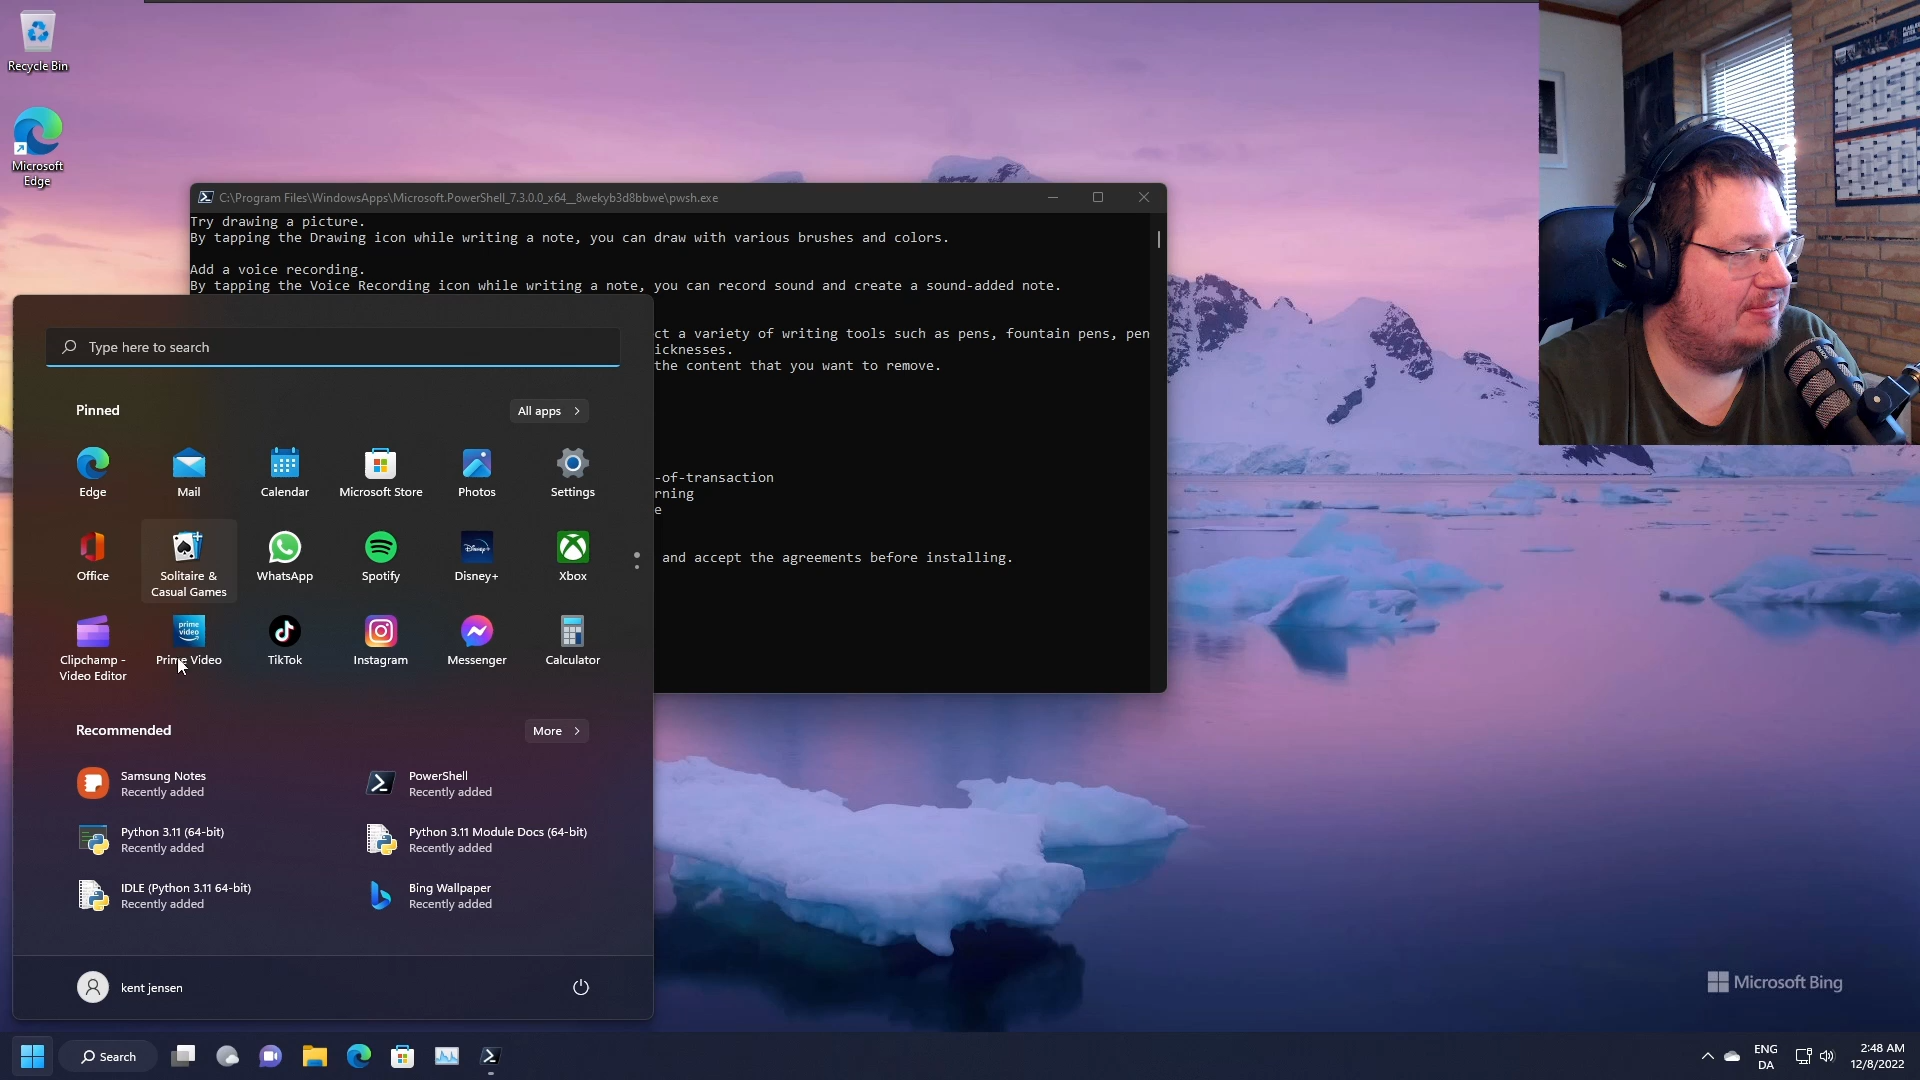 Recycle Bin
Microsoft
Edge
C:\Program Files\WindowsApps\Microsoft.PowerShell_7.3.0.0_x64__8wekyb3d8bbwe\pwsh.exe
Try drawing a picture.
By tapping the Drawing icon while writing a note, you can draw with various brushes and colors.
Add a voice recording.
By tapping the Voice Recording icon while writing a note, you can record sound and create a sound-added note.
ct a variety of writing tools such as pens, fountain pens, pen
icknesses.
the content that you want to remove.
-of-transaction
rning
e
and accept the agreements before installing.
Type here to search
Pinned
All apps
Edge
Mail
Calendar
Microsoft Store
Photos
Settings
Office
Solitaire &
Casual Games
WhatsApp
Spotify
Disney+
Disney+
Xbox
Clipchamp -
Video Editor
prime
video
Prime Video
TikTok
Instagram
Messenger
Calculator
Recommended
More
Samsung Notes
Recently added
PowerShell
Recently added
Python 3.11 (64-bit)
Recently added
Python 3.11 Module Docs (64-bit)
Recently added
IDLE (Python 3.11 64-bit)
Recently added
Bing Wallpaper
Recently added
kent jensen
Microsoft Bing
Search
ENG
DA
2:48 AM
12/8/2022